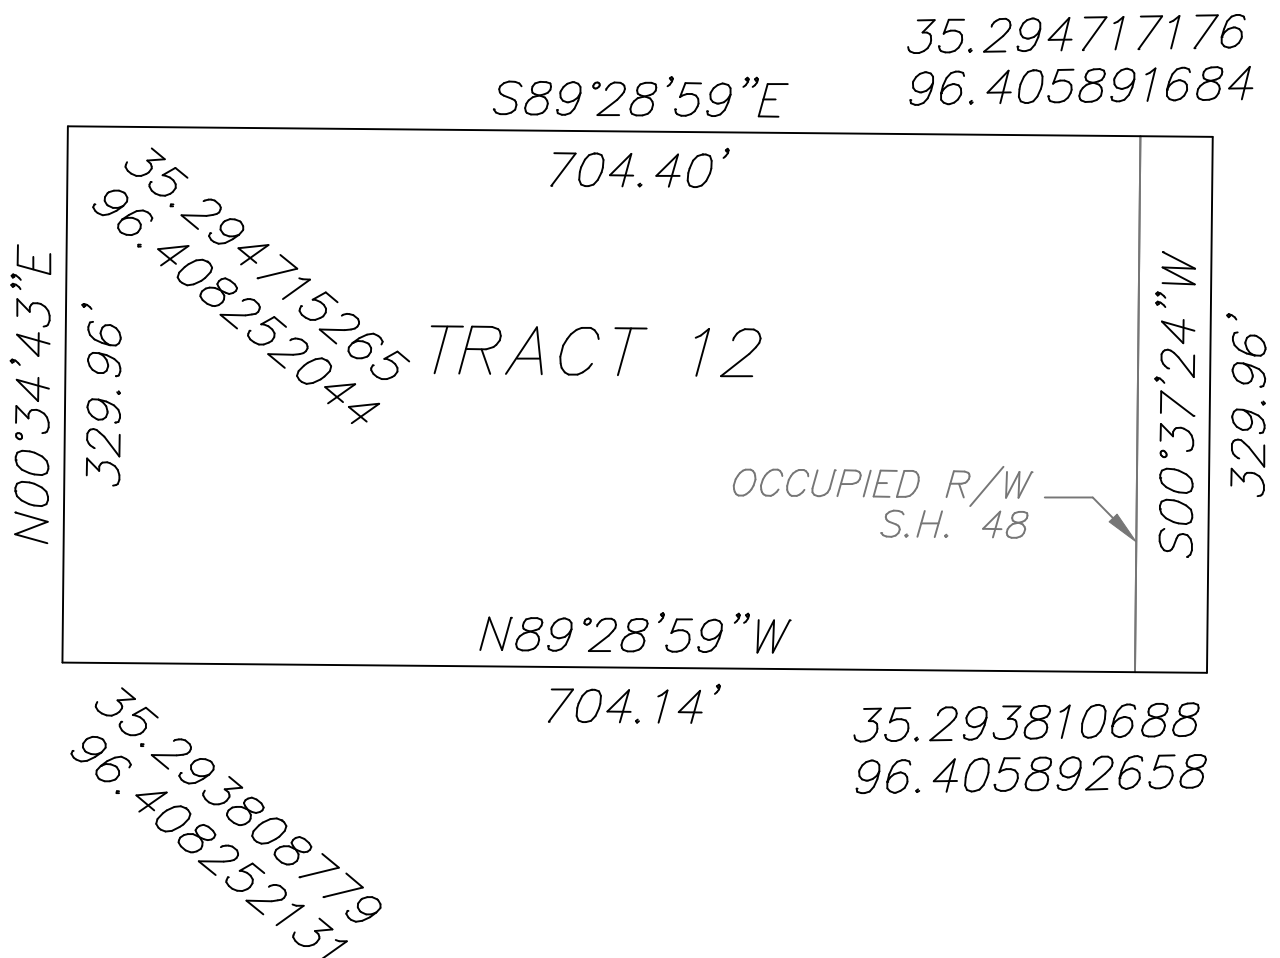 35.294717176
96.405891684
S89°28'59"E
704.40'
35.294715265
96.408252044
N00°34'43"E
329.96'
TRACT 12
S00°37'24"W
329.96'
OCCUPIED R/W
S.H. 48
N89°28'59"W
704.14'
35.293810688
96.405892658
35.293808779
96.408252131